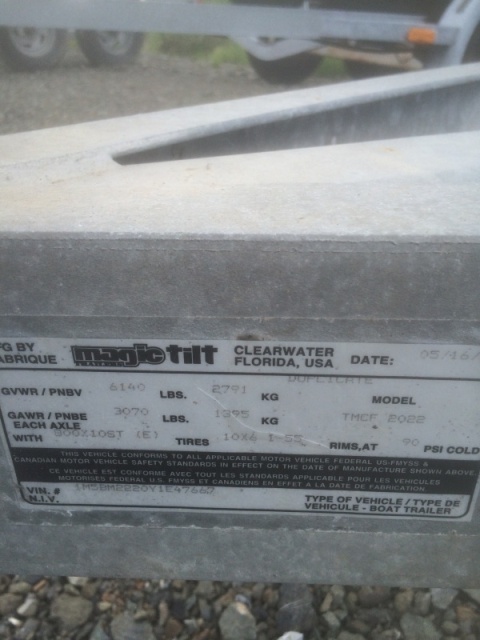 MFG BY magic tilt CLEARWATER DATE: 05/16/
FABRIQUE FLORIDA, USA
DUPLICATE
GVWR / PNBV 6140 LBS. 2791 KG MODEL
GAWR / PNBE 3070 LBS. 1395 KG TMCF 2022
EACH AXLE
WITH TIRES RIMS,AT 90 PSI COLD
THIS VEHICLE CONFORMS TO ALL APPLICABLE MOTOR VEHICLE FEDERAL US-FMVSS &
CANADIAN MOTOR VEHICLE SAFETY STANDARDS IN EFFECT ON THE DATE OF MANUFACTURE SHOWN ABOVE.
CE VEHICULE EST CONFORME A TOUS LES STANDARDS APPLICABLES POUR LES VEHICULES
MOTORISES FEDERAL US. FMVSS ET CANADIENS EN EFFET A LA DATE DE FABRICATION.
VIN. #
N.I.V. TYPE OF VEHICLE / TYPE DE
VEHICULE - BOAT TRAILER